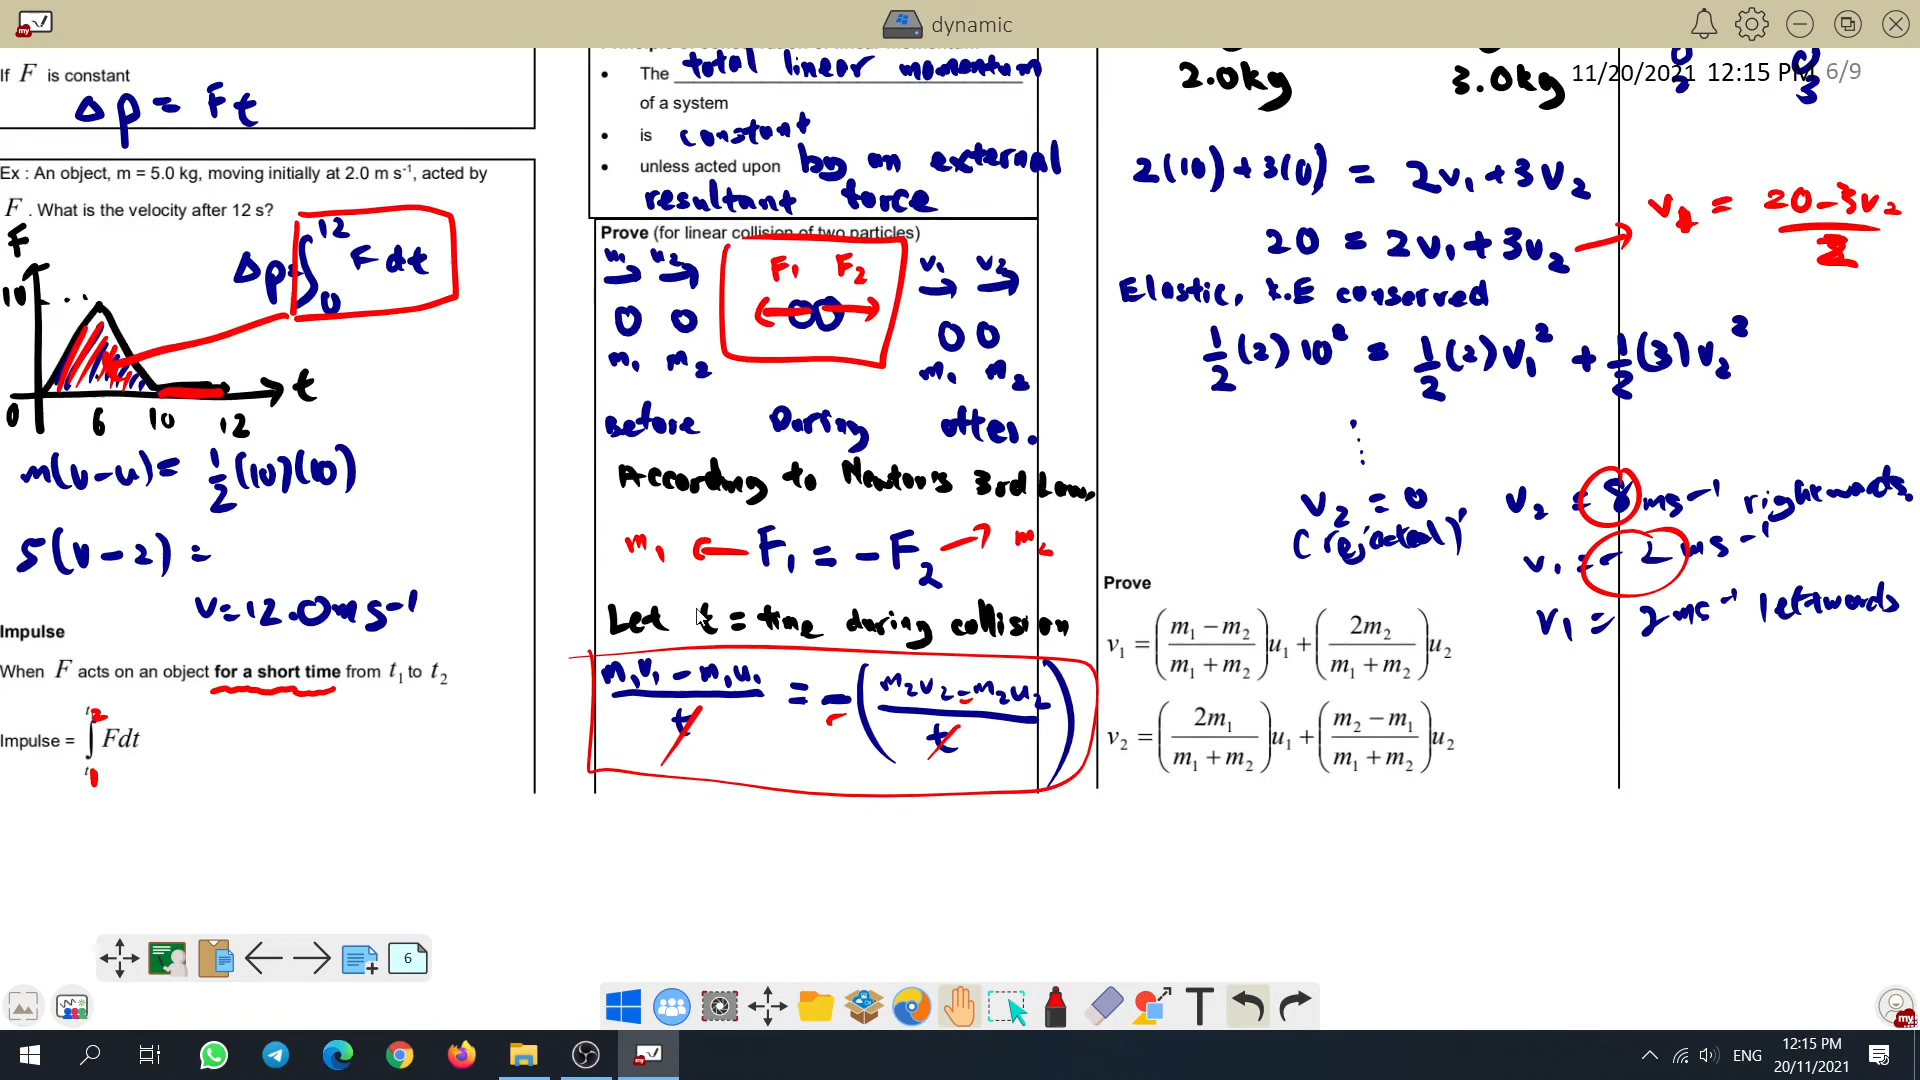 dynamic
11/20/2021 12:15 PM 6/9
If F is constant
Δp = Ft
Ex : An object, m = 5.0 kg, moving initially at 2.0 m s⁻¹, acted by
F . What is the velocity after 12 s?
F
10
Δp = ∫₀¹² F dt
t
0 6 10 12
m(v-u) = 1/2 (10)(10)
5(v-2) =
v = 12.0 m s⁻¹
Impulse
When F acts on an object for a short time from t₁ to t₂
Impulse = ∫ Fdt
t2
t1
• The total linear momentum
of a system
• is constant
• unless acted upon by an external
resultant force
Prove (for linear collision of two particles)
u₁ u₂ F₁ F₂ v₁ v₂
m₁ m₂ m₁ m₂
Before During after.
According to Newton's 3rd Law,
m₁ ← F₁ = -F₂ → m₂
Let t = time during collision
(m₁v₁ - m₁u₁)/t = -((m₂v₂ - m₂u₂)/t)
2.0kg 3.0kg
2(10)+3(0) = 2v₁+3v₂
20 = 2v₁+3v₂ → v₁ = (20-3v₂)/2
Elastic, K.E conserved
1/2 (2) 10² = 1/2 (2) v₁² + 1/2 (3) v₂²
v₂ = 0 , v₂ = 8 ms⁻¹ rightwards.
(rejected) v₁ = -2 ms⁻¹
v₁ = 2 ms⁻¹ leftwards
Prove
v₁ = ((m₁ − m₂)/(m₁ + m₂))u₁ + (2m₂/(m₁ + m₂))u₂
v₂ = (2m₁/(m₁ + m₂))u₁ + ((m₂ − m₁)/(m₁ + m₂))u₂
6
T
ENG
12:15 PM
20/11/2021